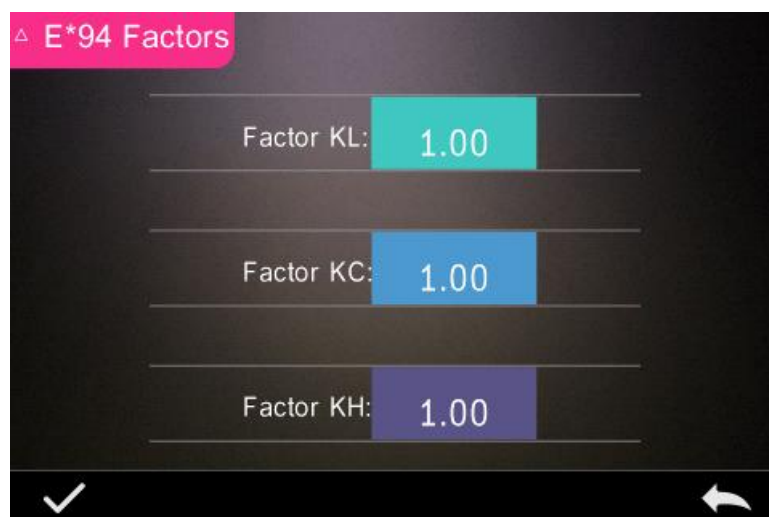 △ E*94 Factors
Factor KL: 1.00
Factor KC: 1.00
Factor KH: 1.00